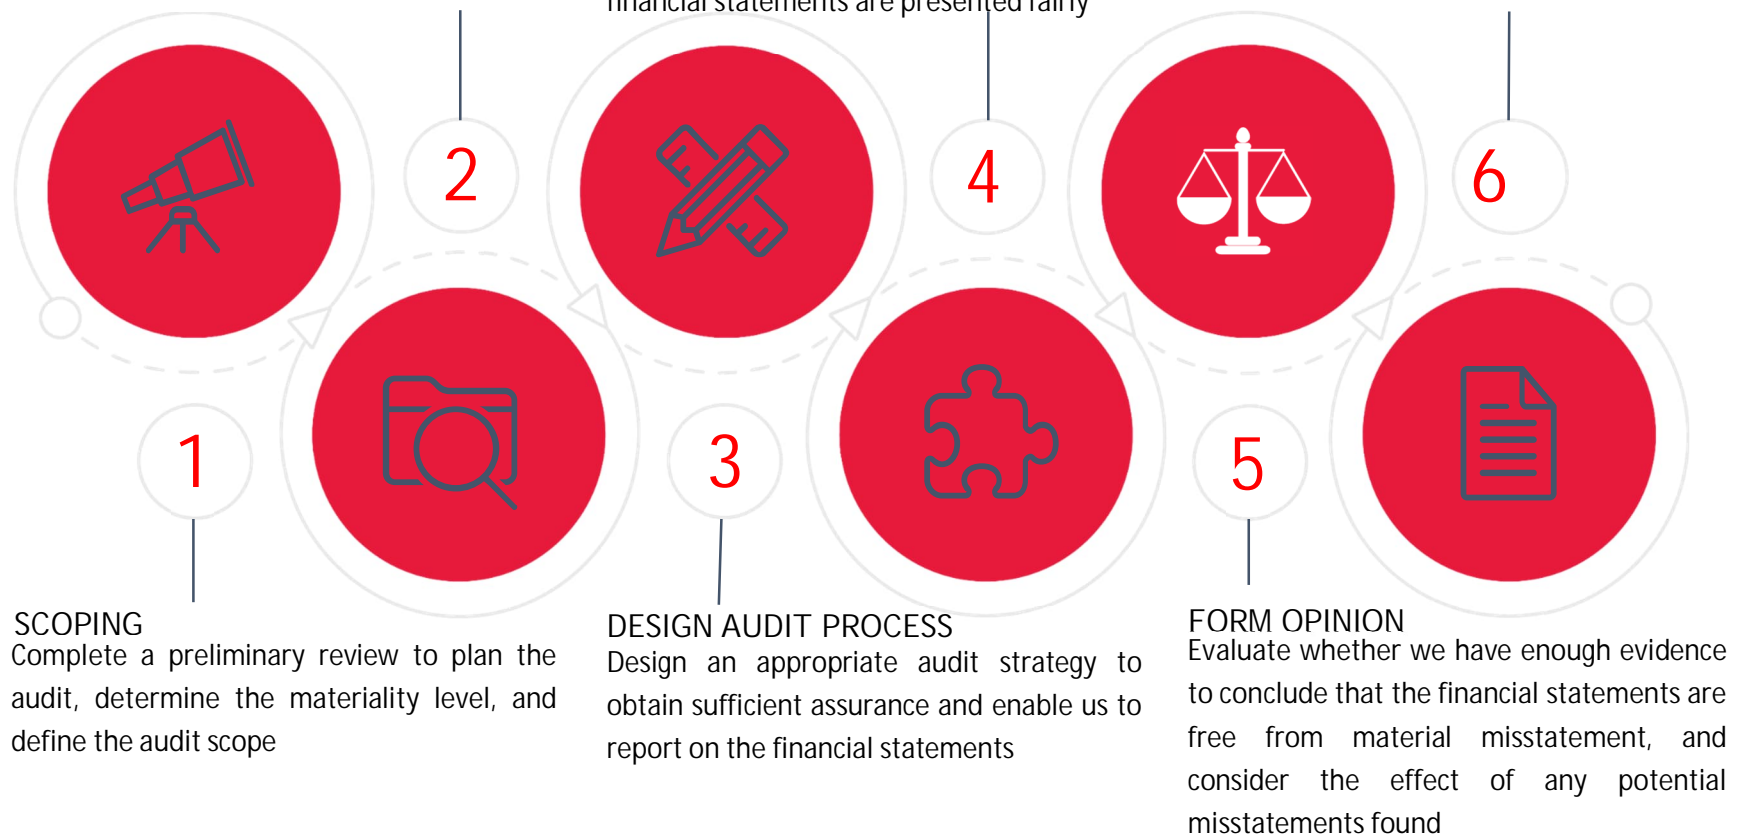 financial statements are presented fairly
2
4
6
1
3
5
SCOPING
Complete a preliminary review to plan the
audit, determine the materiality level, and
define the audit scope
DESIGN AUDIT PROCESS
Design an appropriate audit strategy to
obtain sufficient assurance and enable us to
report on the financial statements
FORM OPINION
Evaluate whether we have enough evidence
to conclude that the financial statements are
free from material misstatement, and
consider the effect of any potential
misstatements found